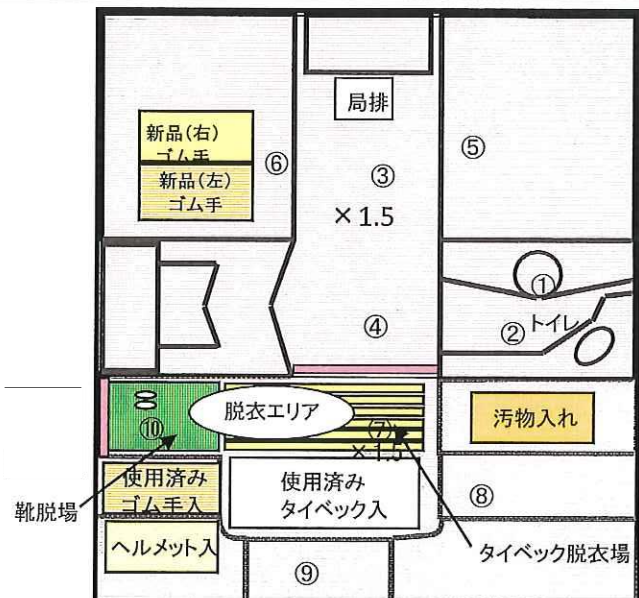 局排
新品(右)
ゴム手
新品(左)
ゴム手
⑥
③
×1.5
⑤
①
④
②
トイレ
脱衣エリア
⑩
⑦
×1.5
汚物入れ
使用済み
ゴム手入
使用済み
タイベック入
⑧
靴脱場
ヘルメット入
タイベック脱衣場
⑨